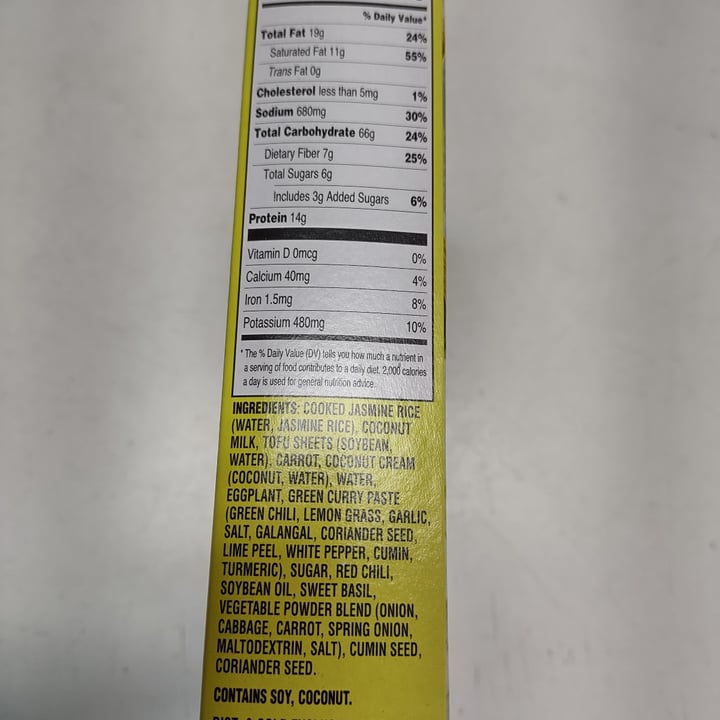 % Daily Value*
Total Fat 19g 24%
Saturated Fat 11g 55%
Trans Fat 0g
Cholesterol less than 5mg 1%
Sodium 680mg 30%
Total Carbohydrate 66g 24%
Dietary Fiber 7g 25%
Total Sugars 6g
Includes 3g Added Sugars 6%
Protein 14g
Vitamin D 0mcg 0%
Calcium 40mg 4%
Iron 1.5mg 8%
Potassium 480mg 10%
* The % Daily Value (DV) tells you how much a nutrient in
a serving of food contributes to a daily diet. 2,000 calories
a day is used for general nutrition advice.
INGREDIENTS: COOKED JASMINE RICE
(WATER, JASMINE RICE), COCONUT
MILK, TOFU SHEETS (SOYBEAN,
WATER), CARROT, COCONUT CREAM
(COCONUT, WATER), WATER,
EGGPLANT, GREEN CURRY PASTE
(GREEN CHILI, LEMON GRASS, GARLIC,
SALT, GALANGAL, CORIANDER SEED,
LIME PEEL, WHITE PEPPER, CUMIN,
TURMERIC), SUGAR, RED CHILI,
SOYBEAN OIL, SWEET BASIL,
VEGETABLE POWDER BLEND (ONION,
CABBAGE, CARROT, SPRING ONION,
MALTODEXTRIN, SALT), CUMIN SEED,
CORIANDER SEED.
CONTAINS SOY, COCONUT.